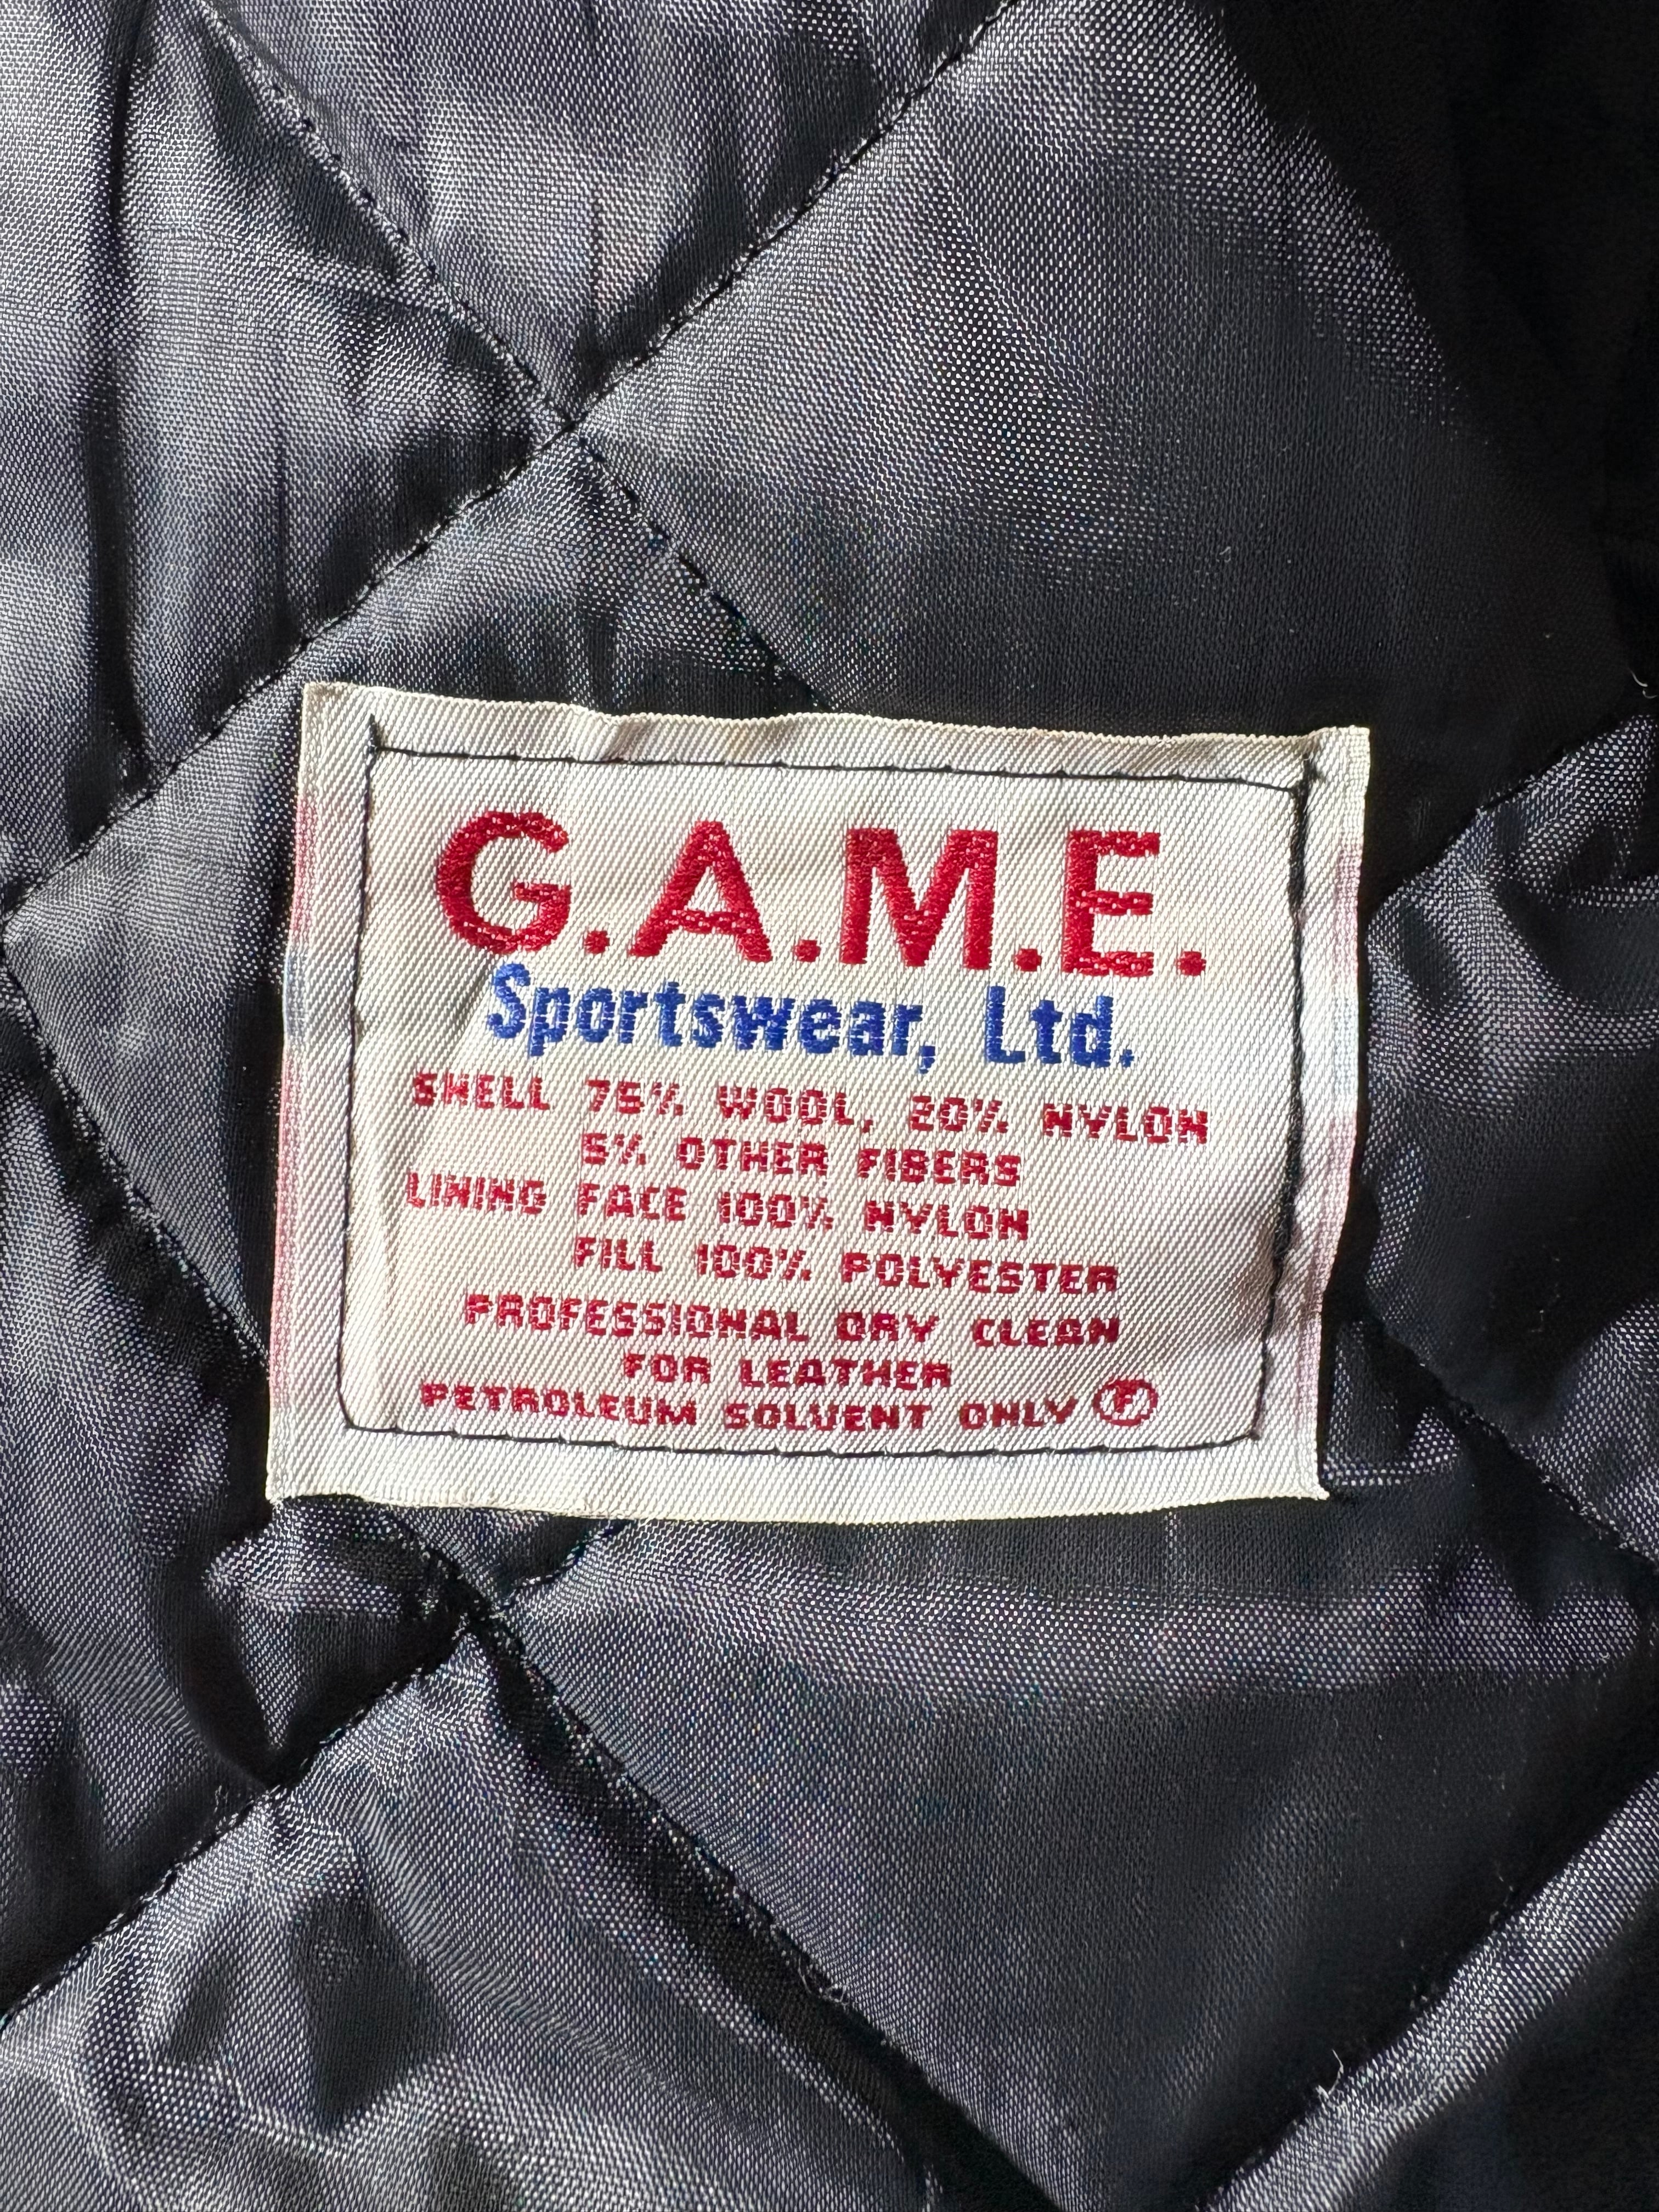 G.A.M.E.
Sportswear, Ltd.
SHELL 75% WOOL, 20% NYLON
5% OTHER FIBERS
LINING FACE 100% NYLON
FILL 100% POLYESTER
PROFESSIONAL DRY CLEAN
FOR LEATHER
PETROLEUM SOLVENT ONLY Ⓕ